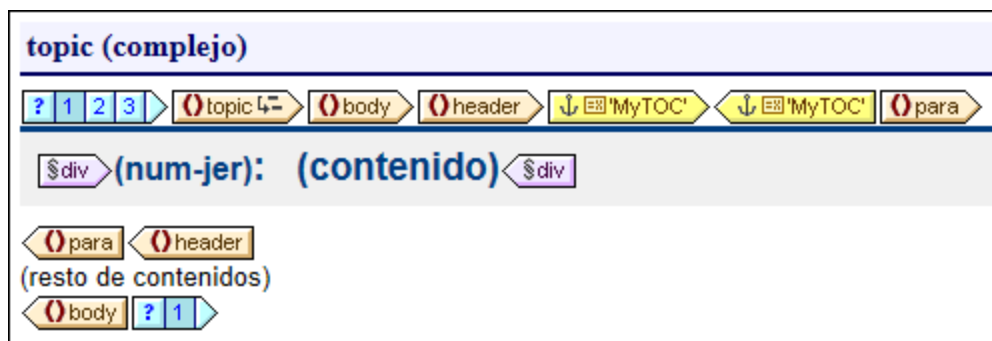 topic (complejo)
? 1 2 3 ()topic ()body ()header 'MyTOC' 'MyTOC' ()para
§div (num-jer): (contenido) §div
()para ()header
(resto de contenidos)
()body ? 1